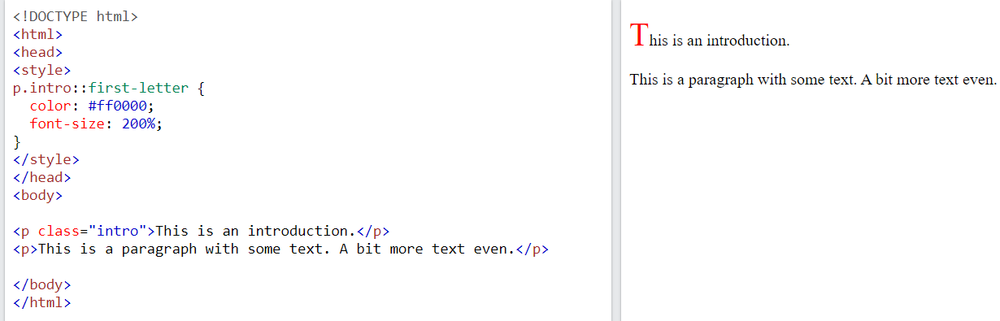 <!DOCTYPE html>
<html>
<head>
<style>
p.intro::first-letter {
  color: #ff0000;
  font-size: 200%;
}
</style>
</head>
<body>

<p class="intro">This is an introduction.</p>
<p>This is a paragraph with some text. A bit more text even.</p>

</body>
</html>
This is an introduction.
This is a paragraph with some text. A bit more text even.